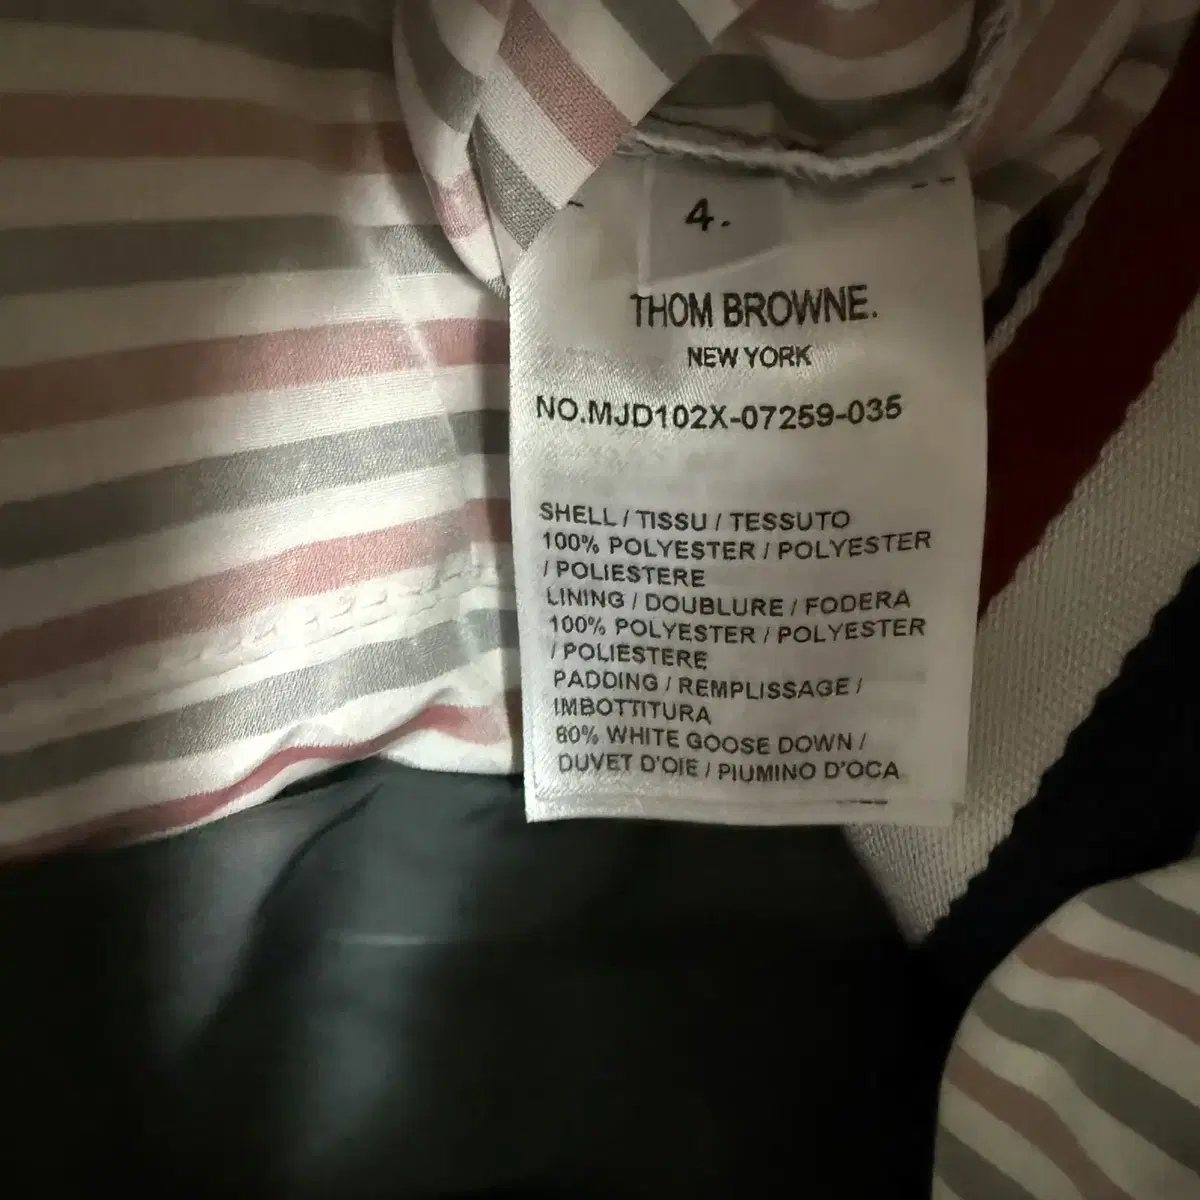 4.
THOM BROWNE.
NEW YORK
NO.MJD102X-07259-035
SHELL / TISSU / TESSUTO
100% POLYESTER / POLYESTER
/ POLIESTERE
LINING / DOUBLURE / FODERA
100% POLYESTER / POLYESTER
/ POLIESTERE
PADDING / REMPLISSAGE /
IMBOTTITURA
80% WHITE GOOSE DOWN /
DUVET D'OIE / PIUMINO D'OCA